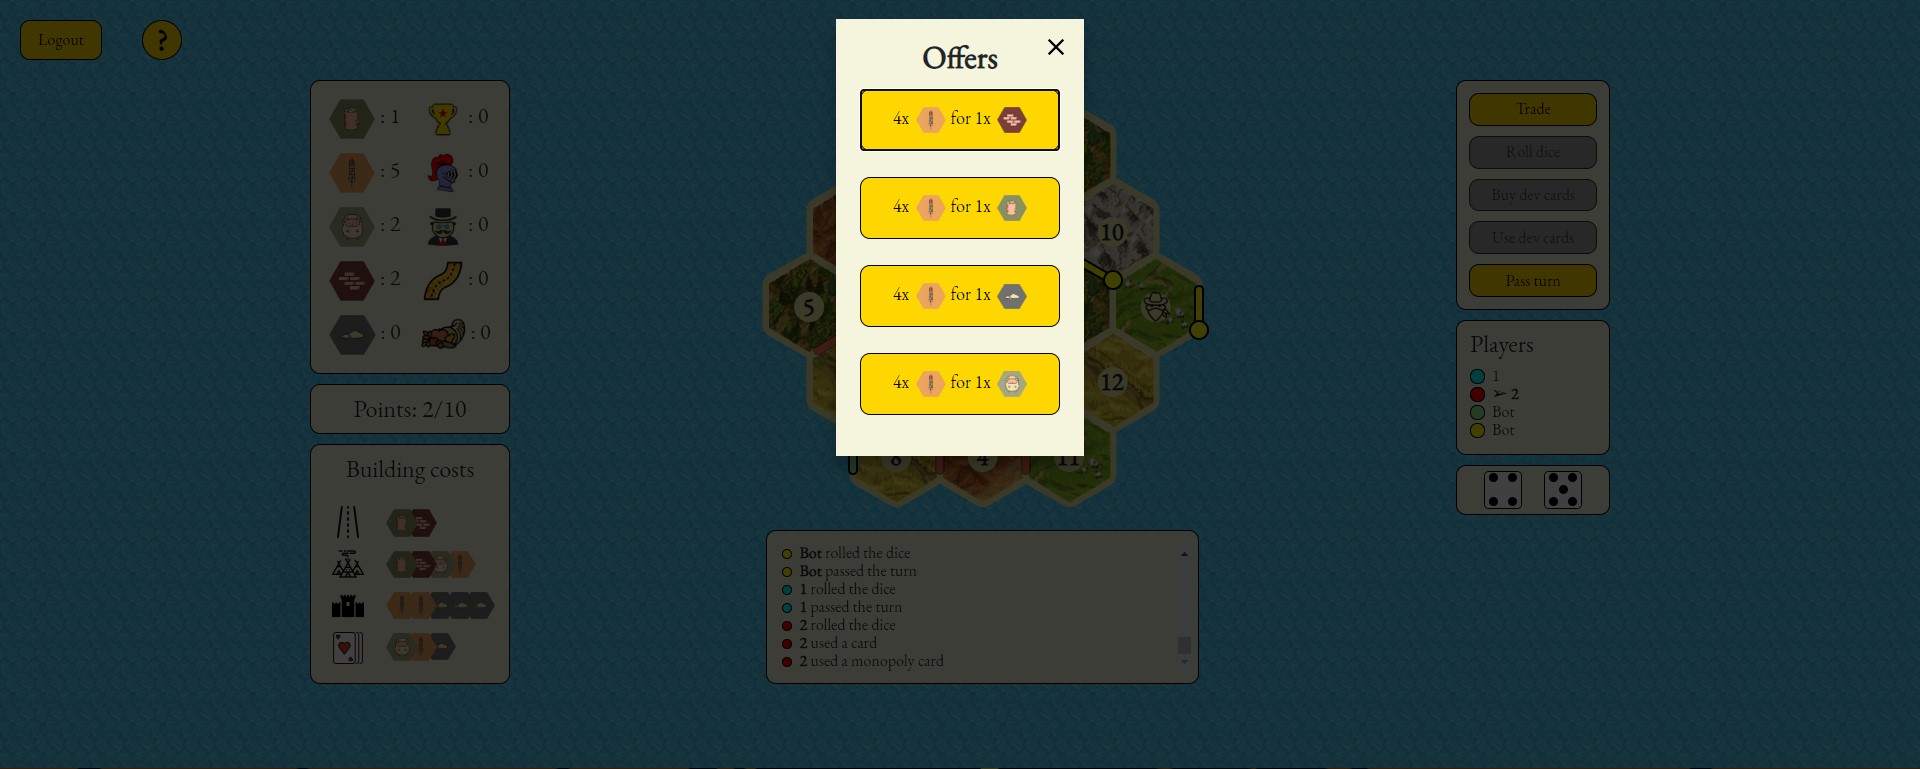 Logout
?
: 1
: 0
: 5
: 0
: 2
: 0
: 2
: 0
: 0
: 0
Points: 2/10
Building costs
Offers
4x for 1x
4x for 1x
4x for 1x
4x for 1x
10
5
12
8
4
11
Bot rolled the dice
Bot passed the turn
1 rolled the dice
1 passed the turn
2 rolled the dice
2 used a card
2 used a monopoly card
Trade
Roll dice
Buy dev cards
Use dev cards
Pass turn
Players
1
➢ 2
Bot
Bot